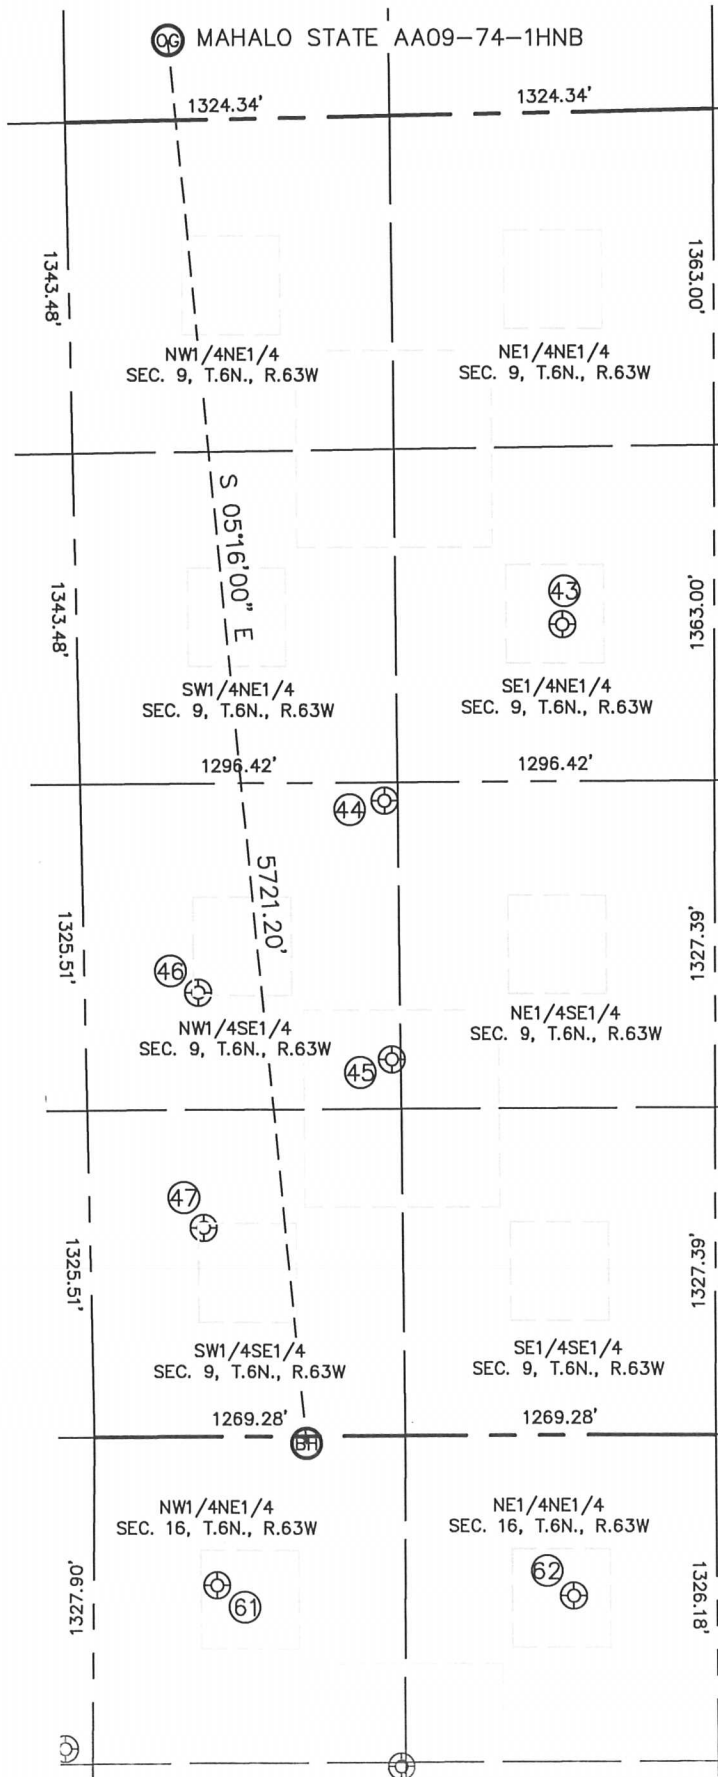 OG MAHALO STATE AA09-74-1HNB
1324.34' 1324.34'
1343.48' 1363.00'
NW1/4NE1/4
SEC. 9, T.6N., R.63W
NE1/4NE1/4
SEC. 9, T.6N., R.63W
S 05°16'00" E
1343.48' 1363.00'
43
SW1/4NE1/4
SEC. 9, T.6N., R.63W
SE1/4NE1/4
SEC. 9, T.6N., R.63W
1296.42' 1296.42'
44
5721.20'
1325.51' 1327.39'
46
NW1/4SE1/4
SEC. 9, T.6N., R.63W
NE1/4SE1/4
SEC. 9, T.6N., R.63W
45
47
1325.51' 1327.39'
SW1/4SE1/4
SEC. 9, T.6N., R.63W
SE1/4SE1/4
SEC. 9, T.6N., R.63W
1269.28' 1269.28'
BH
NW1/4NE1/4
SEC. 16, T.6N., R.63W
NE1/4NE1/4
SEC. 16, T.6N., R.63W
61
62
1327.90' 1326.18'